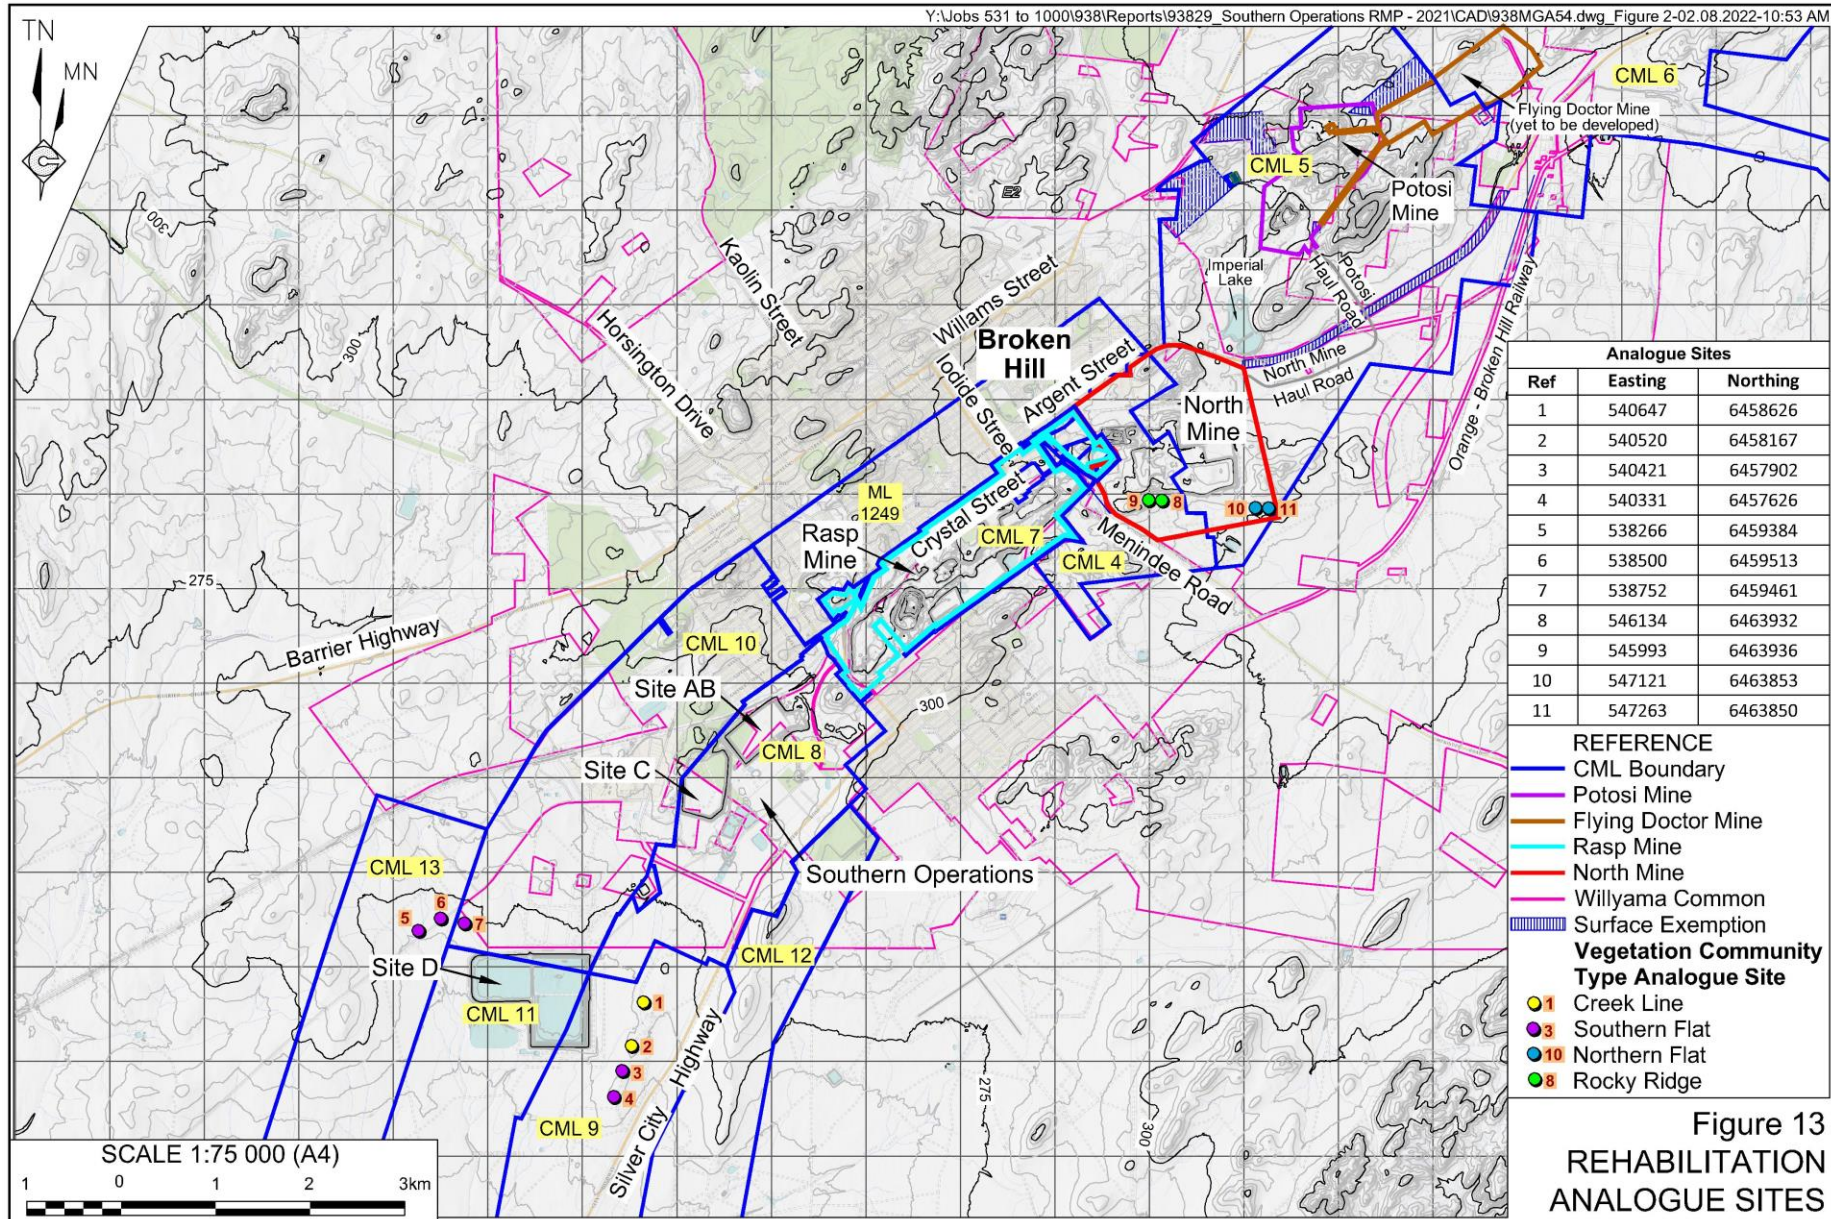 Y:\Jobs 531 to 1000\938\Reports\93829_Southern Operations RMP - 2021\CAD\938MGA54.dwg_Figure 2-02.08.2022-10:53 AM
TN
MN
CML 6
Flying Doctor Mine
(yet to be developed)
CML 5
Potosi
Mine
E2
300
Kaolin Street
Imperial
Lake
Potosi
Haul Road
Willams Street
Horsington Drive
300
Broken
Hill
Iodide Street
Argent Street
North Mine
Haul Road
Orange - Broken Hill Railway
North
Mine
ML
1249
Crystal Street
Rasp
Mine
CML 7
9
8
10
11
CML 4
Menindee Road
275
Barrier Highway
CML 10
Site AB
300
CML 8
Site C
Southern Operations
CML 13
6
5
7
Site D
CML 12
CML 11
1
2
3
4
Silver City Highway
CML 9
275
300
Analogue Sites
Ref Easting Northing
1 540647 6458626
2 540520 6458167
3 540421 6457902
4 540331 6457626
5 538266 6459384
6 538500 6459513
7 538752 6459461
8 546134 6463932
9 545993 6463936
10 547121 6463853
11 547263 6463850
REFERENCE
CML Boundary
Potosi Mine
Flying Doctor Mine
Rasp Mine
North Mine
Willyama Common
Surface Exemption
Vegetation Community
Type Analogue Site
1 Creek Line
3 Southern Flat
10 Northern Flat
8 Rocky Ridge
SCALE 1:75 000 (A4)
1 0 1 2 3km
Figure 13
REHABILITATION
ANALOGUE SITES